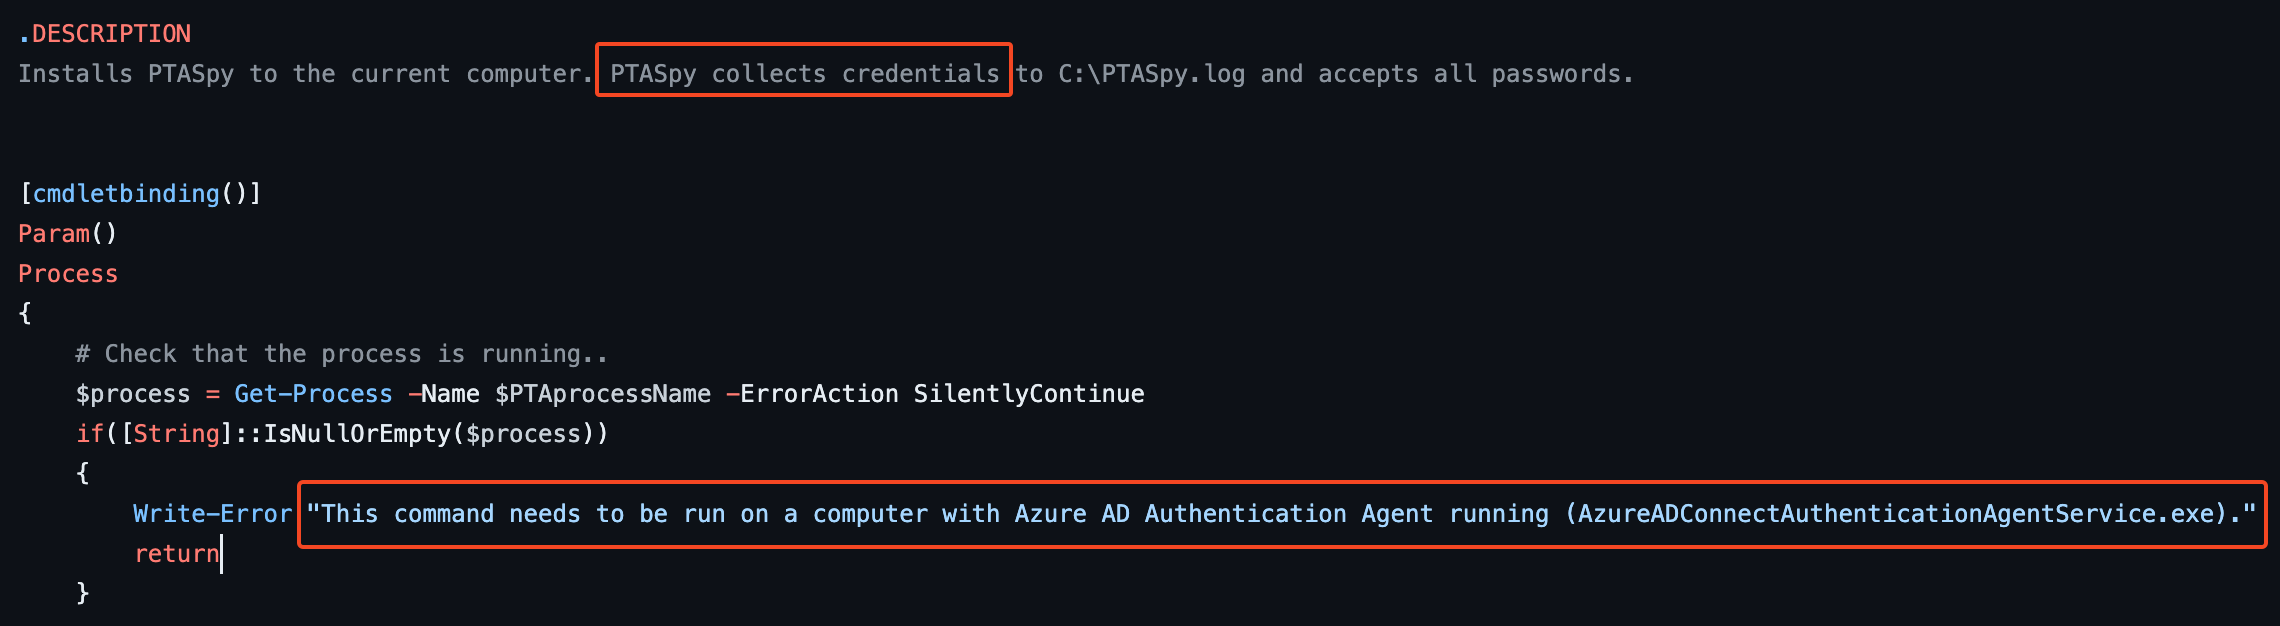 .DESCRIPTION
Installs PTASpy to the current computer. PTASpy collects credentials to C:\PTASpy.log and accepts all passwords.
[cmdletbinding()]
Param()
Process
{
    # Check that the process is running..
    $process = Get-Process -Name $PTAprocessName -ErrorAction SilentlyContinue
    if([String]::IsNullOrEmpty($process))
    {
        Write-Error "This command needs to be run on a computer with Azure AD Authentication Agent running (AzureADConnectAuthenticationAgentService.exe)."
        return
    }